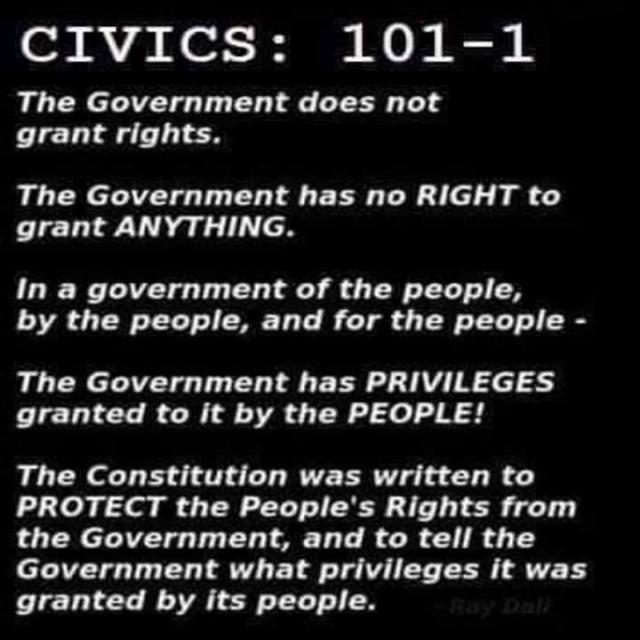 CIVICS: 101-1
The Government does not
grant rights.
The Government has no RIGHT to
grant ANYTHING.
In a government of the people,
by the people, and for the people -
The Government has PRIVILEGES
granted to it by the PEOPLE!
The Constitution was written to
PROTECT the People's Rights from
the Government, and to tell the
Government what privileges it was
granted by its people.
- Ray Dall